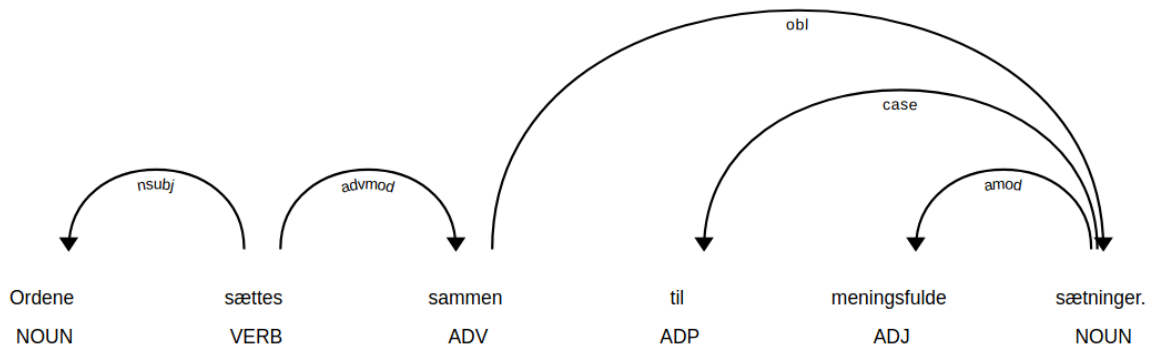 obl
case
nsubj advmod amod
Ordene sættes sammen til meningsfulde sætninger.
NOUN VERB ADV ADP ADJ NOUN